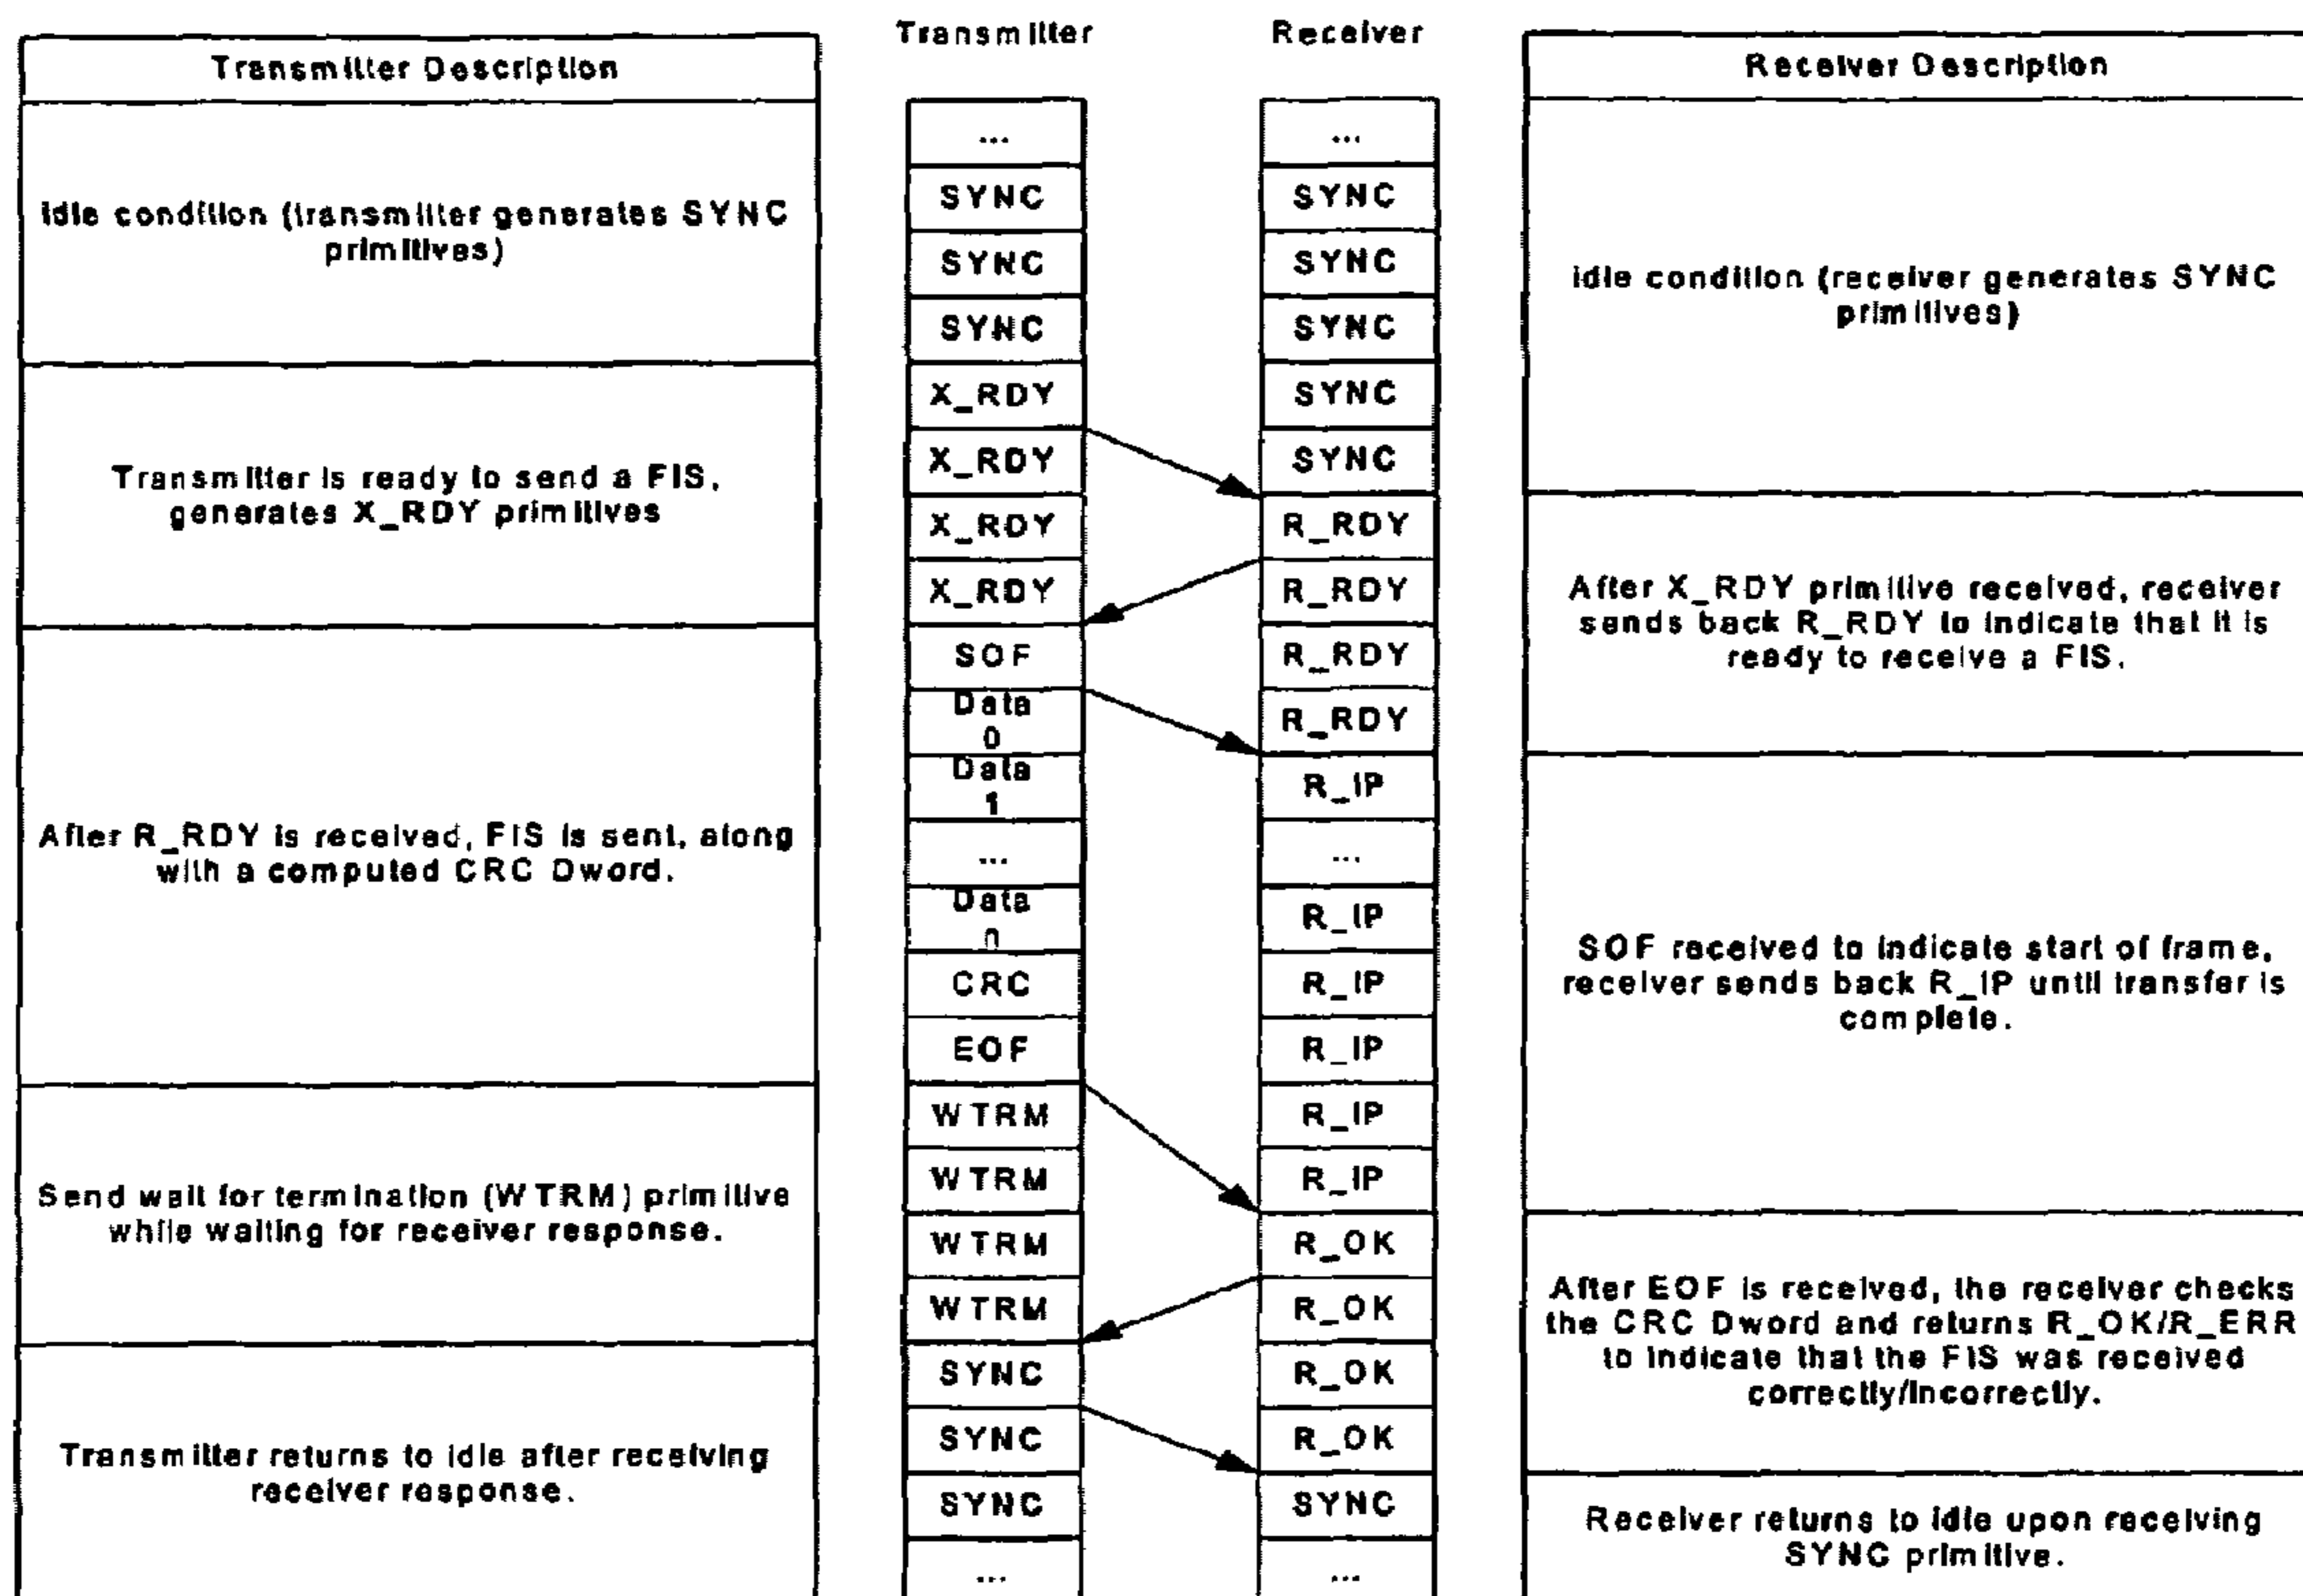 Transmitter Description
Idle condition (transmitter generates SYNC
primitives)
Transmitter is ready to send a FIS,
generates X_RDY primitives
After R_RDY is received, FIS is sent, along
with a computed CRC Dword.
Send wait for termination (WTRM) primitive
while waiting for receiver response.
Transmitter returns to idle after receiving
receiver response.
Transmitter
...
SYNC
SYNC
SYNC
X_RDY
X_RDY
X_RDY
X_RDY
SOF
Data
0
Data
1
...
Data
n
CRC
EOF
WTRM
WTRM
WTRM
WTRM
SYNC
SYNC
SYNC
...
Receiver
...
SYNC
SYNC
SYNC
SYNC
SYNC
R_RDY
R_RDY
R_RDY
R_RDY
R_IP
...
R_IP
R_IP
R_IP
R_IP
R_IP
R_OK
R_OK
R_OK
R_OK
SYNC
...
Receiver Description
Idle condition (receiver generates SYNC
primitives)
After X_RDY primitive received, receiver
sends back R_RDY to indicate that it is
ready to receive a FIS.
SOF received to indicate start of frame,
receiver sends back R_IP until transfer is
complete.
After EOF is received, the receiver checks
the CRC Dword and returns R_OK/R_ERR
to indicate that the FIS was received
correctly/incorrectly.
Receiver returns to idle upon receiving
SYNC primitive.